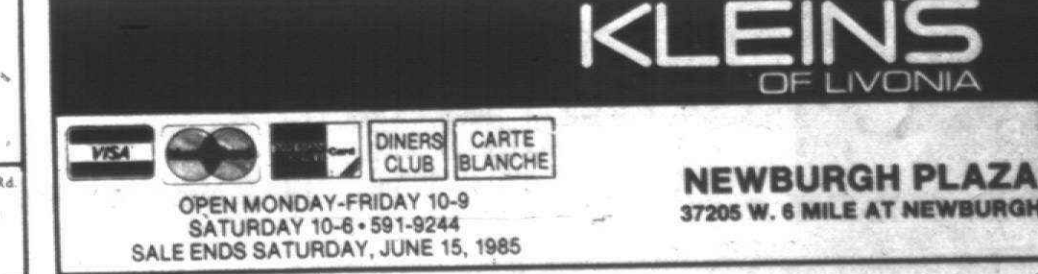 KLEINS
OF LIVONIA
VISA
Card
DINERS
CLUB
CARTE
BLANCHE
OPEN MONDAY-FRIDAY 10-9
SATURDAY 10-6 • 591-9244
SALE ENDS SATURDAY, JUNE 15, 1985
NEWBURGH PLAZA
37205 W. 6 MILE AT NEWBURGH
Rd.